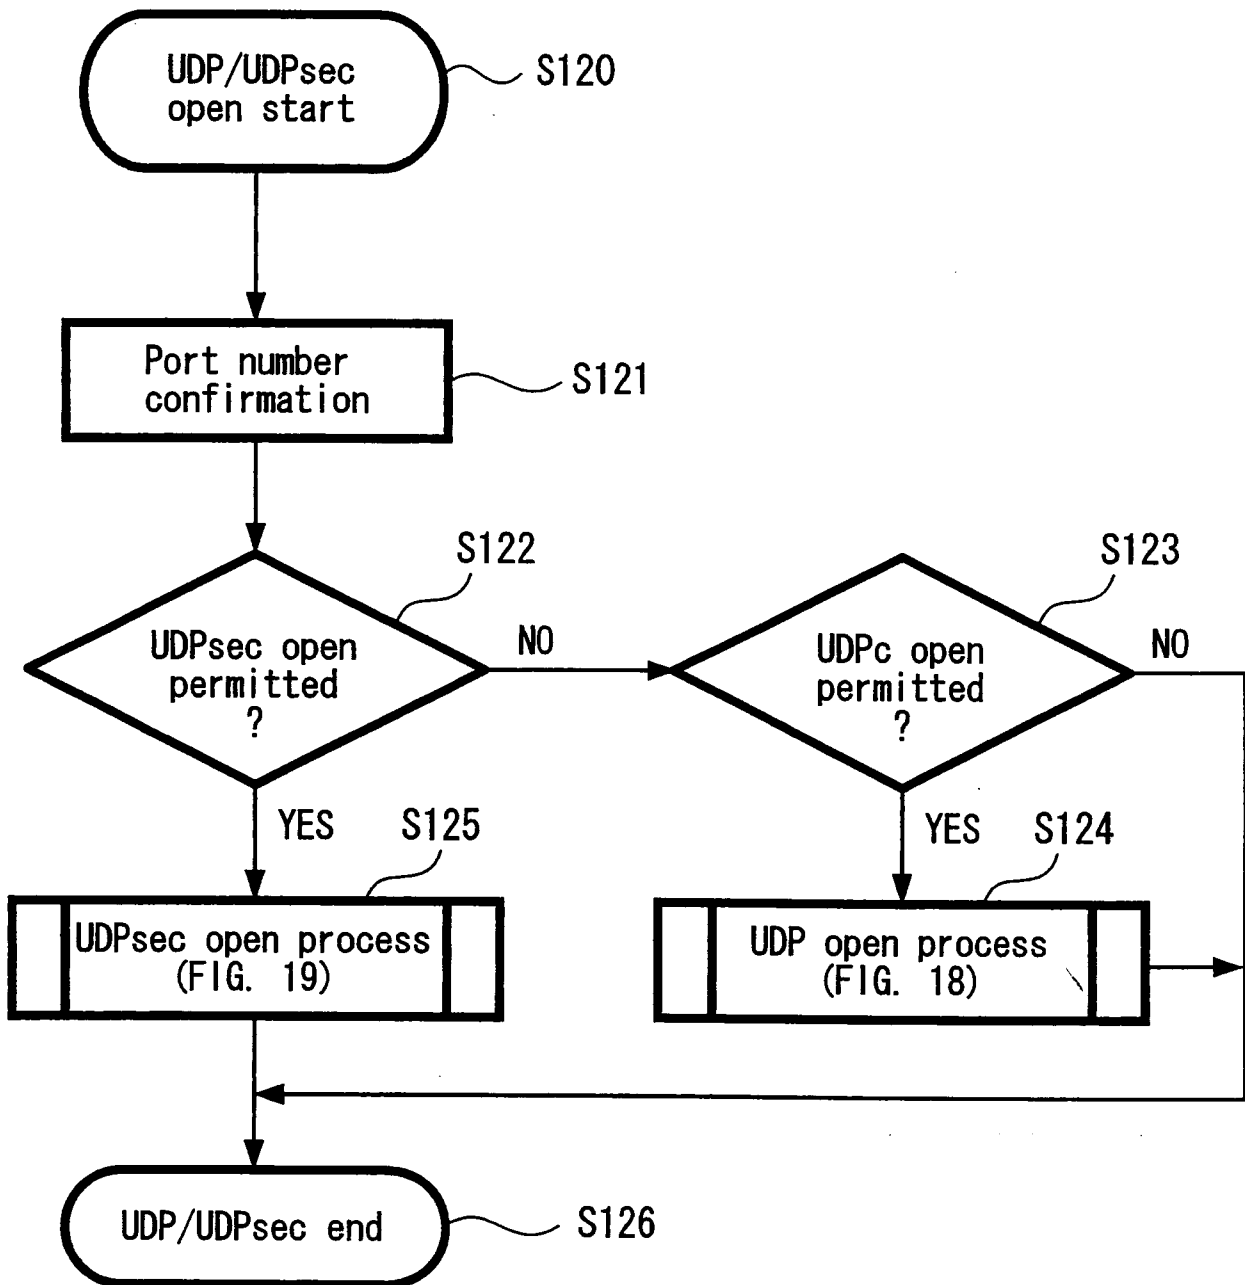 UDP/UDPsec
open start
S120
Port number
confirmation
S121
S122
UDPsec open
permitted
?
NO
S123
UDPc open
permitted
?
NO
YES
S125
YES
S124
UDPsec open process
(FIG. 19)
UDP open process
(FIG. 18)
UDP/UDPsec end
S126